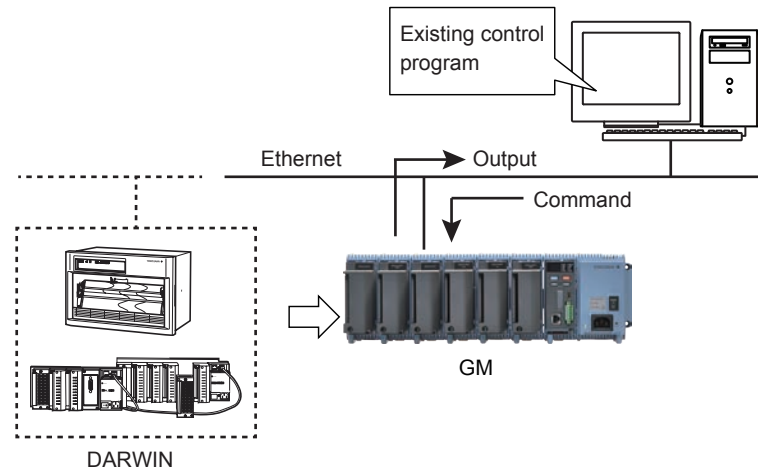 Existing control
program
Ethernet
Output
Command
GM
DARWIN